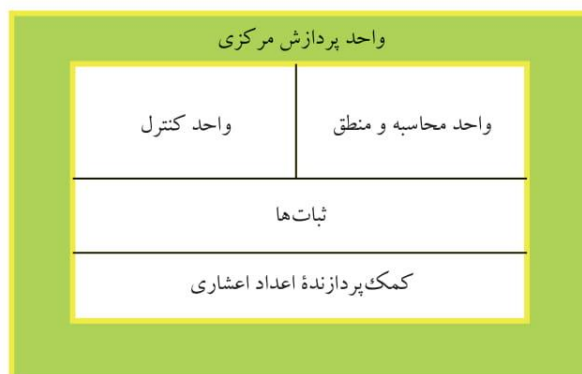 واحد پردازش مرکزی
واحد محاسبه و منطق
واحد کنترل
ثبات‌ها
کمک‌پردازندهٔ اعداد اعشاری